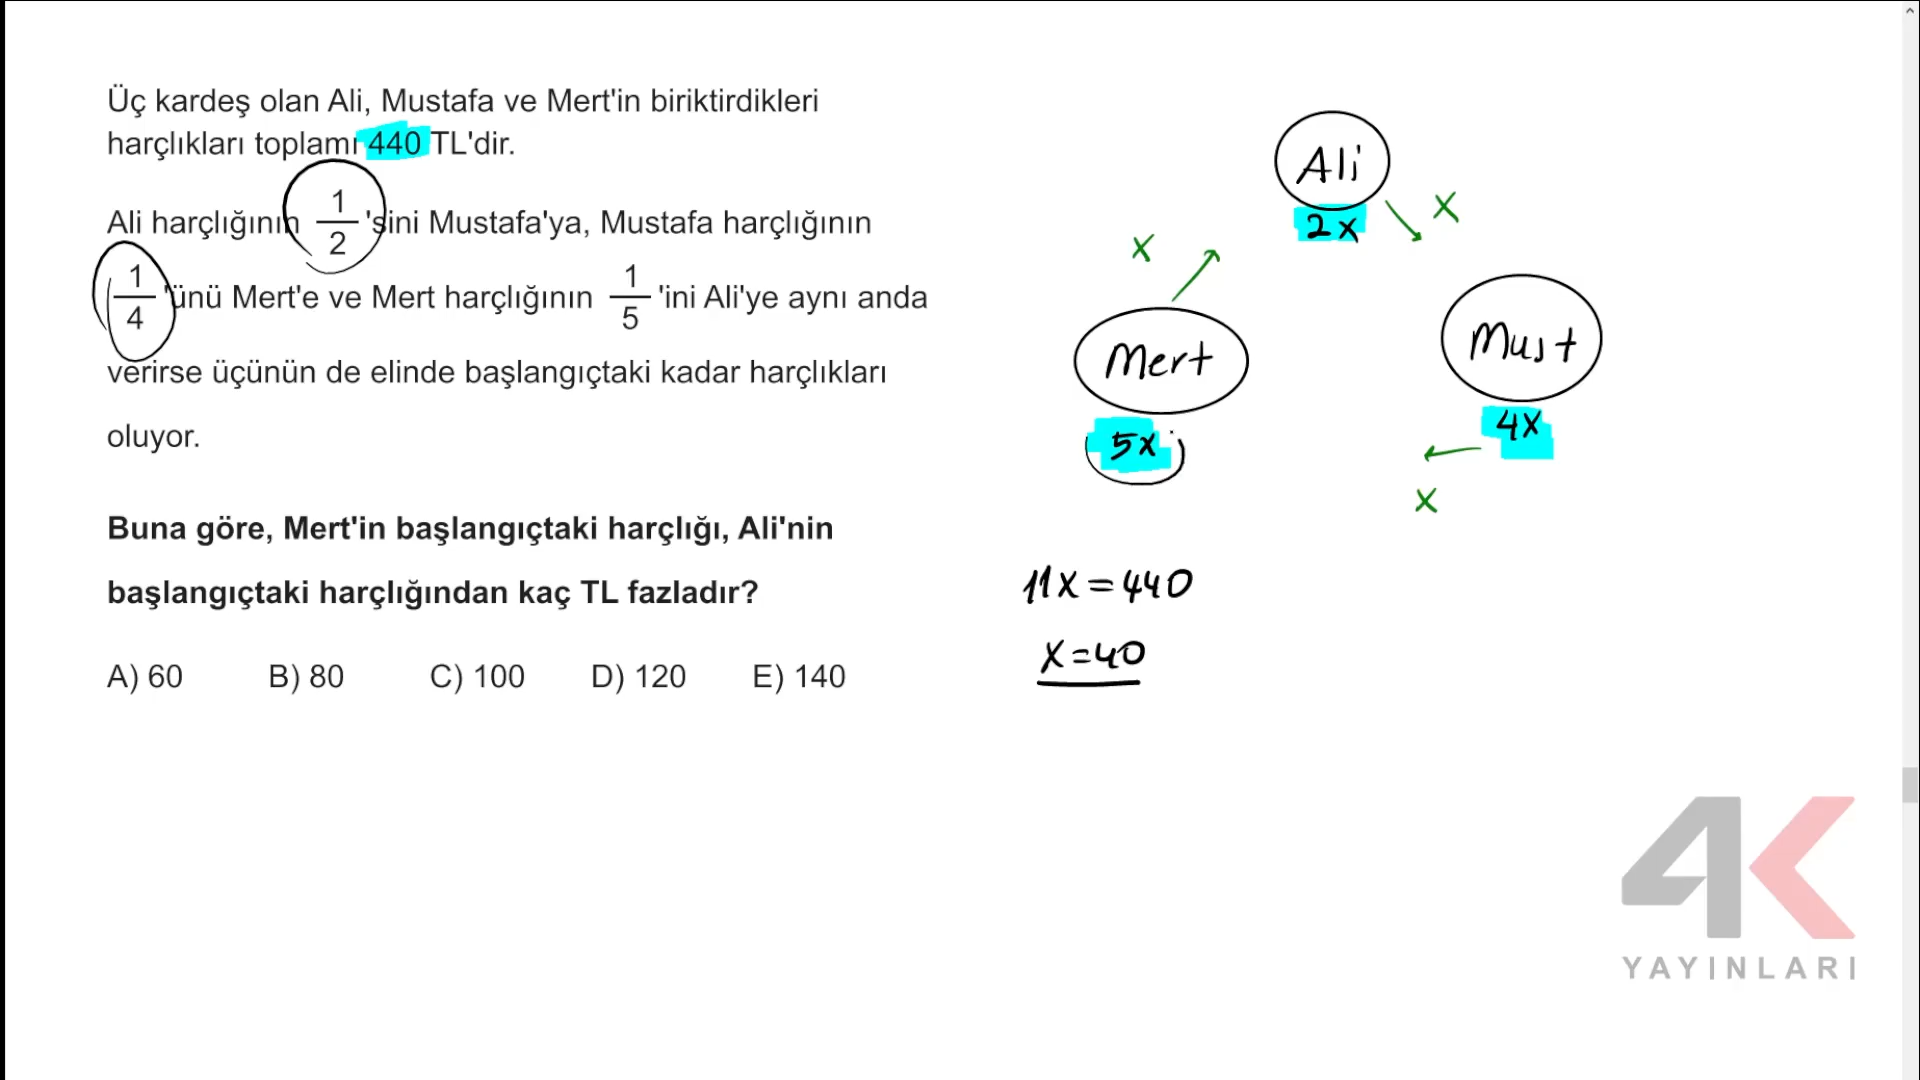 Üç kardeş olan Ali, Mustafa ve Mert'in biriktirdikleri
harçlıkları toplamı 440 TL'dir.
Ali harçlığının 1/2 'sini Mustafa'ya, Mustafa harçlığının
1/4 'ünü Mert'e ve Mert harçlığının 1/5 'ini Ali'ye aynı anda
verirse üçünün de elinde başlangıçtaki kadar harçlıkları
oluyor.
Buna göre, Mert'in başlangıçtaki harçlığı, Ali'nin
başlangıçtaki harçlığından kaç TL fazladır?
A) 60 B) 80 C) 100 D) 120 E) 140
Ali
2x
x
x
Mert
5x
Must
4x
x
11x=440
x=40
4K
YAYINLARI